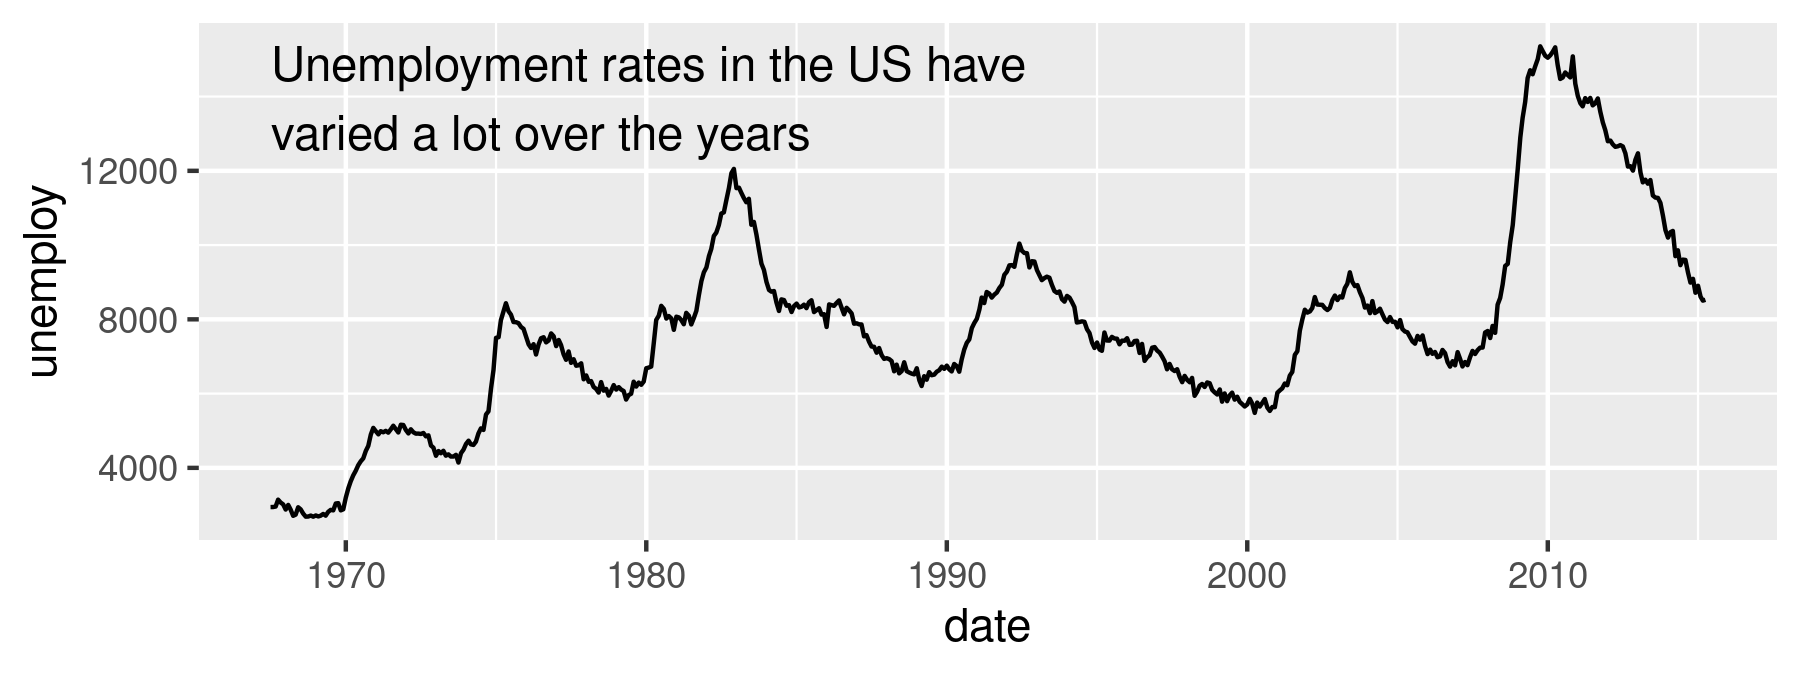 Unemployment rates in the US have
varied a lot over the years
12000
8000
4000
unemploy
1970 1980 1990 2000 2010
date